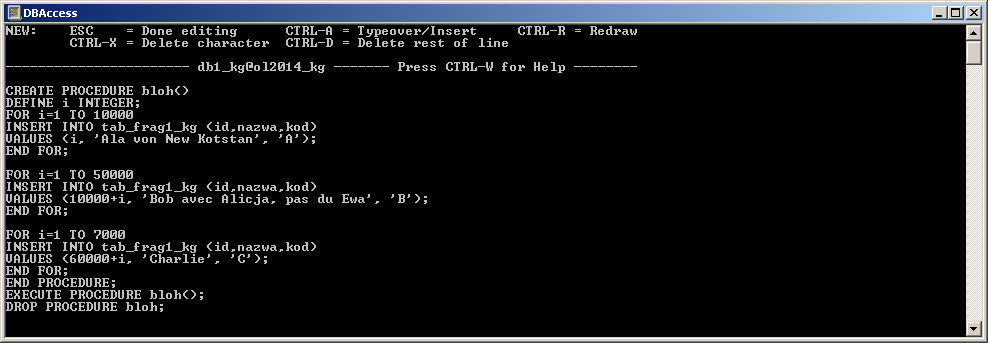 DBAccess
NEW:    ESC    = Done editing      CTRL-A = Typeover/Insert     CTRL-R = Redraw
        CTRL-X = Delete character  CTRL-D = Delete rest of line
----------------------- db1_kg@ol2014_kg ------- Press CTRL-W for Help --------
CREATE PROCEDURE bloh()
DEFINE i INTEGER;
FOR i=1 TO 10000
INSERT INTO tab_frag1_kg (id,nazwa,kod)
VALUES (i, 'Ala von New Kotstan', 'A');
END FOR;
FOR i=1 TO 50000
INSERT INTO tab_frag1_kg (id,nazwa,kod)
VALUES (10000+i, 'Bob avec Alicja, pas du Ewa', 'B');
END FOR;
FOR i=1 TO 7000
INSERT INTO tab_frag1_kg (id,nazwa,kod)
VALUES (60000+i, 'Charlie', 'C');
END FOR;
END PROCEDURE;
EXECUTE PROCEDURE bloh();
DROP PROCEDURE bloh;